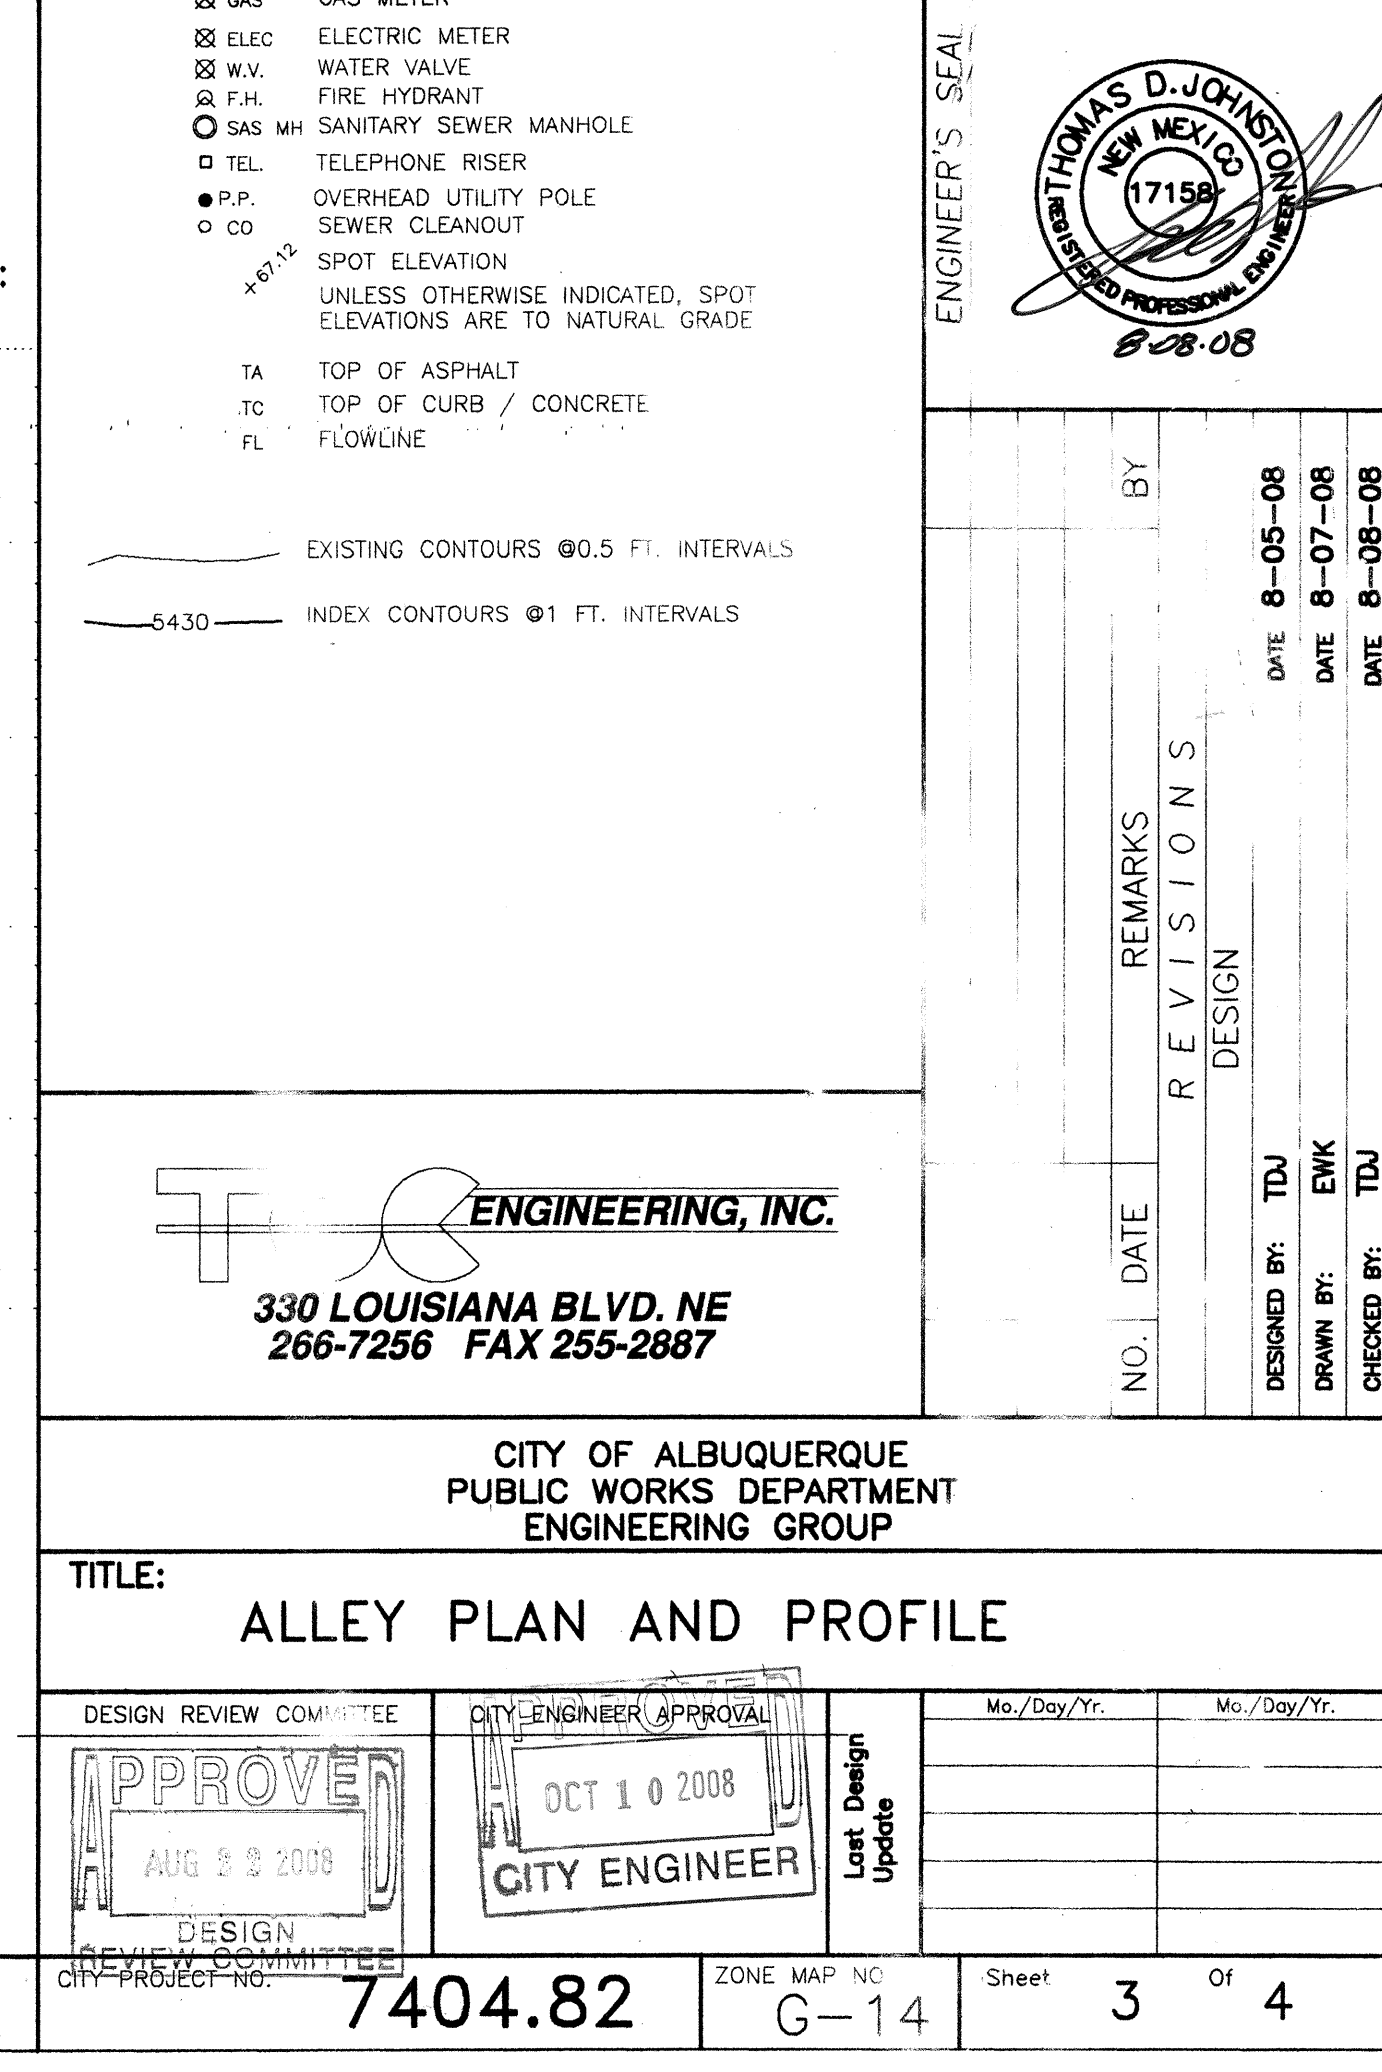 GAS GAS METER
ELEC ELECTRIC METER
W.V. WATER VALVE
F.H. FIRE HYDRANT
SAS MH SANITARY SEWER MANHOLE
TEL. TELEPHONE RISER
P.P. OVERHEAD UTILITY POLE
CO SEWER CLEANOUT
x 67.12 SPOT ELEVATION
UNLESS OTHERWISE INDICATED, SPOT
ELEVATIONS ARE TO NATURAL GRADE
TA TOP OF ASPHALT
TC TOP OF CURB / CONCRETE
FL FLOWLINE
EXISTING CONTOURS @0.5 FT. INTERVALS
5430 INDEX CONTOURS @1 FT. INTERVALS
ENGINEER'S SEAL
THOMAS D. JOHNSTON
NEW MEXICO
17158
REGISTERED PROFESSIONAL ENGINEER
8-08-08
NO. DATE REMARKS BY
REVISIONS
DESIGN
DESIGNED BY: TDJ DATE 8-05-08
DRAWN BY: EWK DATE 8-07-08
CHECKED BY: TDJ DATE 8-08-08
ENGINEERING, INC.
330 LOUISIANA BLVD. NE
266-7256 FAX 255-2887
CITY OF ALBUQUERQUE
PUBLIC WORKS DEPARTMENT
ENGINEERING GROUP
TITLE:
ALLEY PLAN AND PROFILE
DESIGN REVIEW COMMITTEE
APPROVED
AUG 22 2008
DESIGN
REVIEW COMMITTEE
CITY ENGINEER APPROVAL
APPROVED
OCT 10 2008
CITY ENGINEER
Last Design
Update
Mo./Day/Yr. Mo./Day/Yr.
CITY PROJECT NO. 7404.82
ZONE MAP NO
G-14
Sheet 3 Of 4